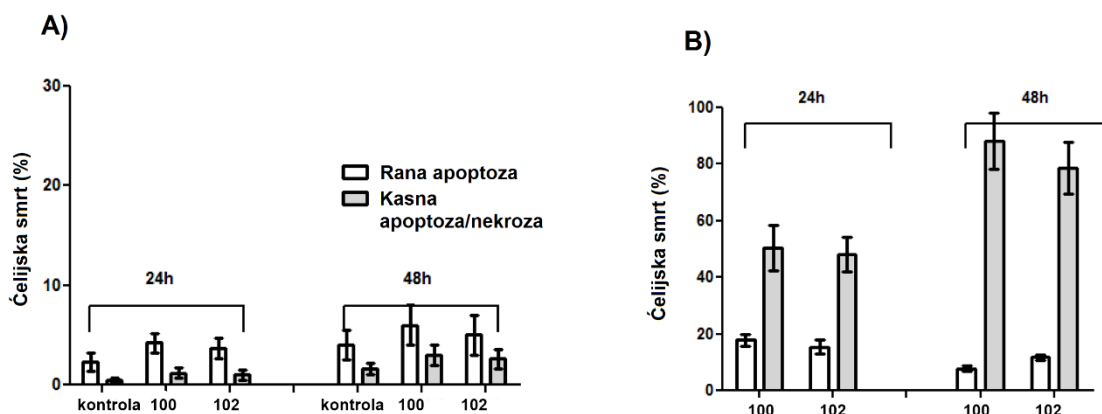 A)
Ćelijska smrt (%)
30
20
10
5
0
24h
48h
Rana apoptoza
Kasna
apoptoza/nekroza
kontrola 100 102 kontrola 100 102
B)
Ćelijska smrt (%)
100
80
60
40
20
0
24h
48h
100 102 100 102